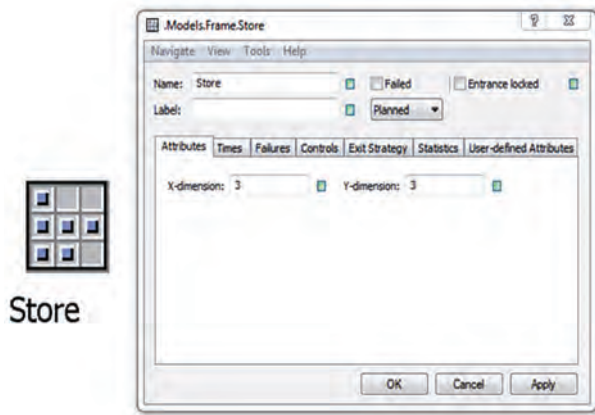 .Models.Frame.Store
Navigate View Tools Help
Name: Store Failed Entrance locked
Label: Planned
Attributes Times Failures Controls Exit Strategy Statistics User-defined Attributes
X-dimension: 3 Y-dimension: 3
Store
OK Cancel Apply